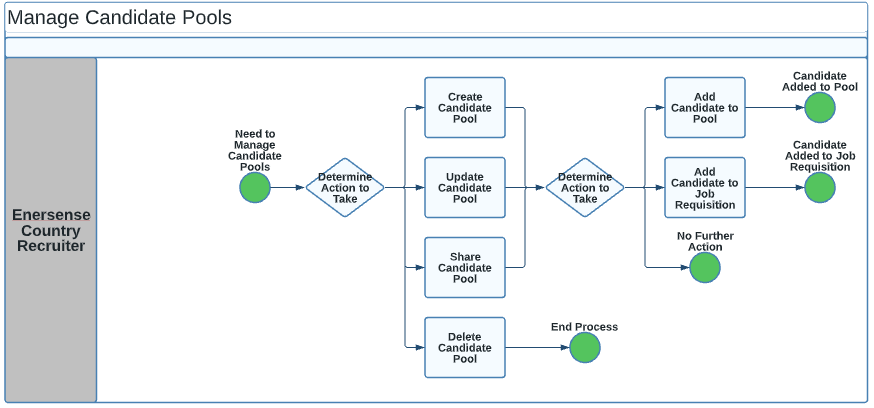 Manage Candidate Pools
Enersense
Country
Recruiter
Need to
Manage
Candidate
Pools
Determine
Action to
Take
Create
Candidate
Pool
Update
Candidate
Pool
Share
Candidate
Pool
Delete
Candidate
Pool
End Process
Determine
Action to
Take
Add
Candidate to
Pool
Add
Candidate to
Job
Requisition
No Further
Action
Candidate
Added to Pool
Candidate
Added to Job
Requisition